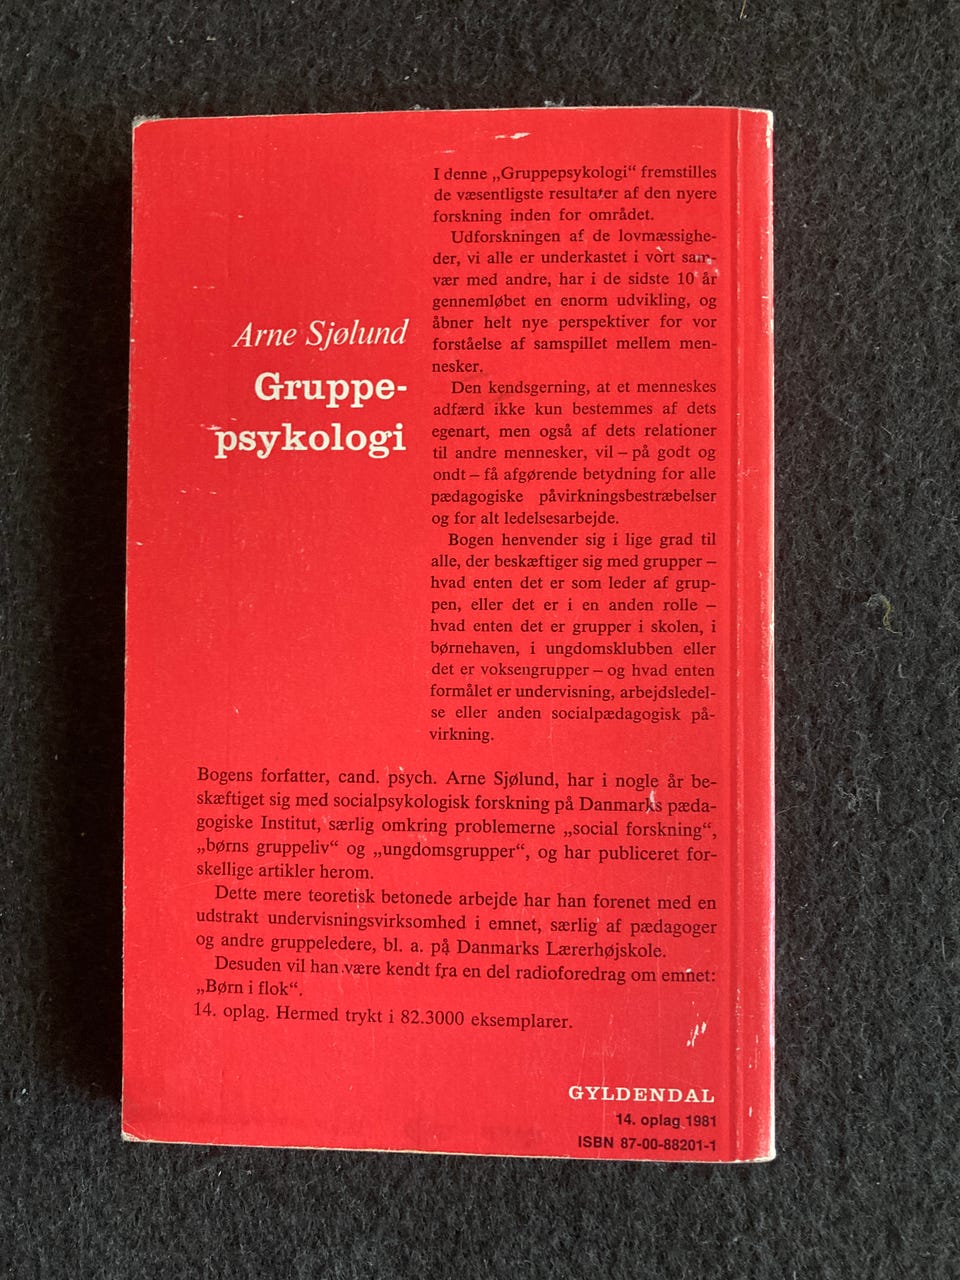 Arne Sjølund
Gruppe-
psykologi
I denne „Gruppepsykologi“ fremstilles
de væsentligste resultater af den nyere
forskning inden for området.
Udforskningen af de lovmæssighe-
der, vi alle er underkastet i vort sam-
vær med andre, har i de sidste 10 år
gennemløbet en enorm udvikling, og
åbner helt nye perspektiver for vor
forståelse af samspillet mellem men-
nesker.
Den kendsgerning, at et menneskes
adfærd ikke kun bestemmes af dets
egenart, men også af dets relationer
til andre mennesker, vil – på godt og
ondt – få afgørende betydning for alle
pædagogiske påvirkningsbestræbelser
og for alt ledelsesarbejde.
Bogen henvender sig i lige grad til
alle, der beskæftiger sig med grupper –
hvad enten det er som leder af grup-
pen, eller det er i en anden rolle –
hvad enten det er grupper i skolen, i
børnehaven, i ungdomsklubben eller
det er voksengrupper – og hvad enten
formålet er undervisning, arbejdsledel-
se eller anden socialpædagogisk på-
virkning.
Bogens forfatter, cand. psych. Arne Sjølund, har i nogle år be-
skæftiget sig med socialpsykologisk forskning på Danmarks pæda-
gogiske Institut, særlig omkring problemerne „social forskning“,
„børns gruppeliv“ og „ungdomsgrupper“, og har publiceret for-
skellige artikler herom.
Dette mere teoretisk betonede arbejde har han forenet med en
udstrakt undervisningsvirksomhed i emnet, særlig af pædagoger
og andre gruppeledere, bl. a. på Danmarks Lærerhøjskole.
Desuden vil han være kendt fra en del radioforedrag om emnet:
„Børn i flok“.
14. oplag. Hermed trykt i 82.3000 eksemplarer.
GYLDENDAL
14. oplag 1981
ISBN 87-00-88201-1